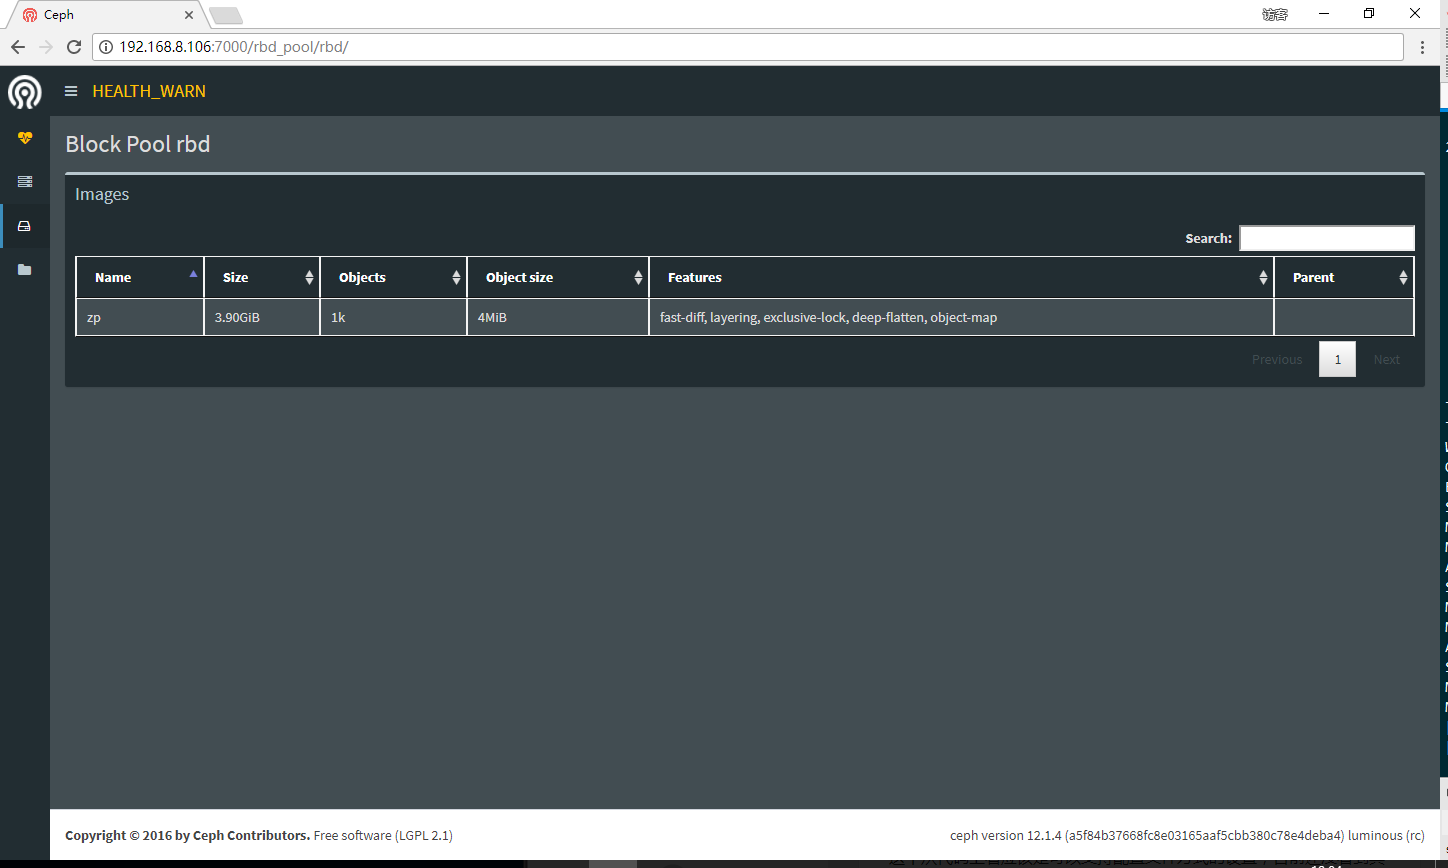 Ceph
访客
192.168.8.106:7000/rbd_pool/rbd/
HEALTH_WARN
Block Pool rbd
Images
Search:
Name Size Objects Object size Features Parent
zp 3.90GiB 1k 4MiB fast-diff, layering, exclusive-lock, deep-flatten, object-map
Previous 1 Next
Copyright © 2016 by Ceph Contributors. Free software (LGPL 2.1)
ceph version 12.1.4 (a5f84b37668fc8e03165aaf5cbb380c78e4deba4) luminous (rc)